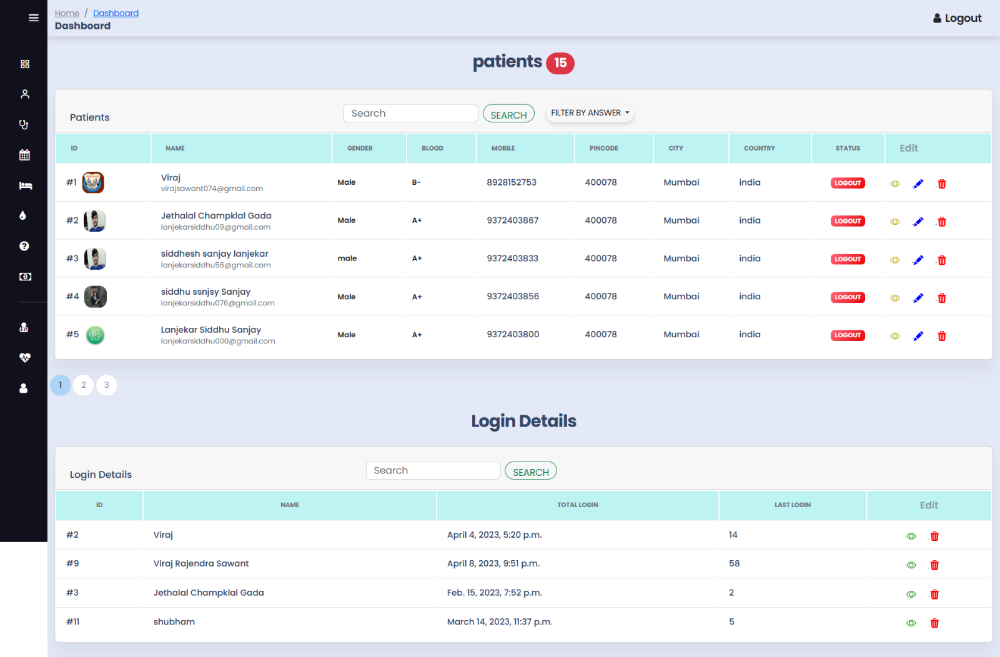 Home / Dashboard
Dashboard
Logout
patients 15
Patients
Search SEARCH FILTER BY ANSWER
ID NAME GENDER BLOOD MOBILE PINCODE CITY COUNTRY STATUS Edit
#1 Viraj Male B- 8928152753 400078 Mumbai india LOGOUT
virajsawant074@gmail.com
#2 Jethalal Champklal Gada Male A+ 9372403867 400078 Mumbai india LOGOUT
lanjekarsiddhu09@gmail.com
#3 siddhesh sanjay lanjekar male A+ 9372403833 400078 Mumbai india LOGOUT
lanjekarsiddhu56@gmail.com
#4 siddhu ssnjsy Sanjay Male A+ 9372403856 400078 Mumbai india LOGOUT
lanjekarsiddhu076@gmail.com
#5 Lanjekar Siddhu Sanjay Male A+ 9372403800 400078 Mumbai india LOGOUT
lanjekarsiddhu000@gmail.com
1 2 3
Login Details
Login Details
Search SEARCH
ID NAME TOTAL LOGIN LAST LOGIN Edit
#2 Viraj April 4, 2023, 5:20 p.m. 14
#9 Viraj Rajendra Sawant April 8, 2023, 9:51 p.m. 58
#3 Jethalal Champklal Gada Feb. 15, 2023, 7:52 p.m. 2
#11 shubham March 14, 2023, 11:37 p.m. 5